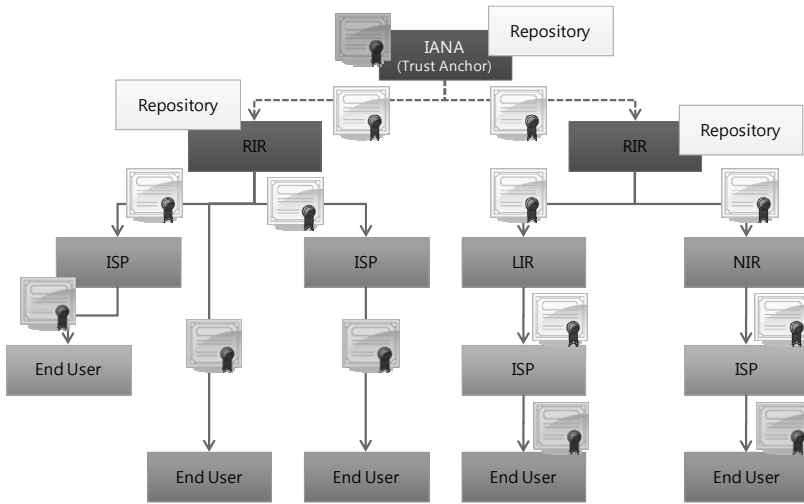 Repository
IANA
(Trust Anchor)
Repository
Repository
RIR
RIR
ISP
ISP
LIR
NIR
End User
ISP
ISP
End User
End User
End User
End User